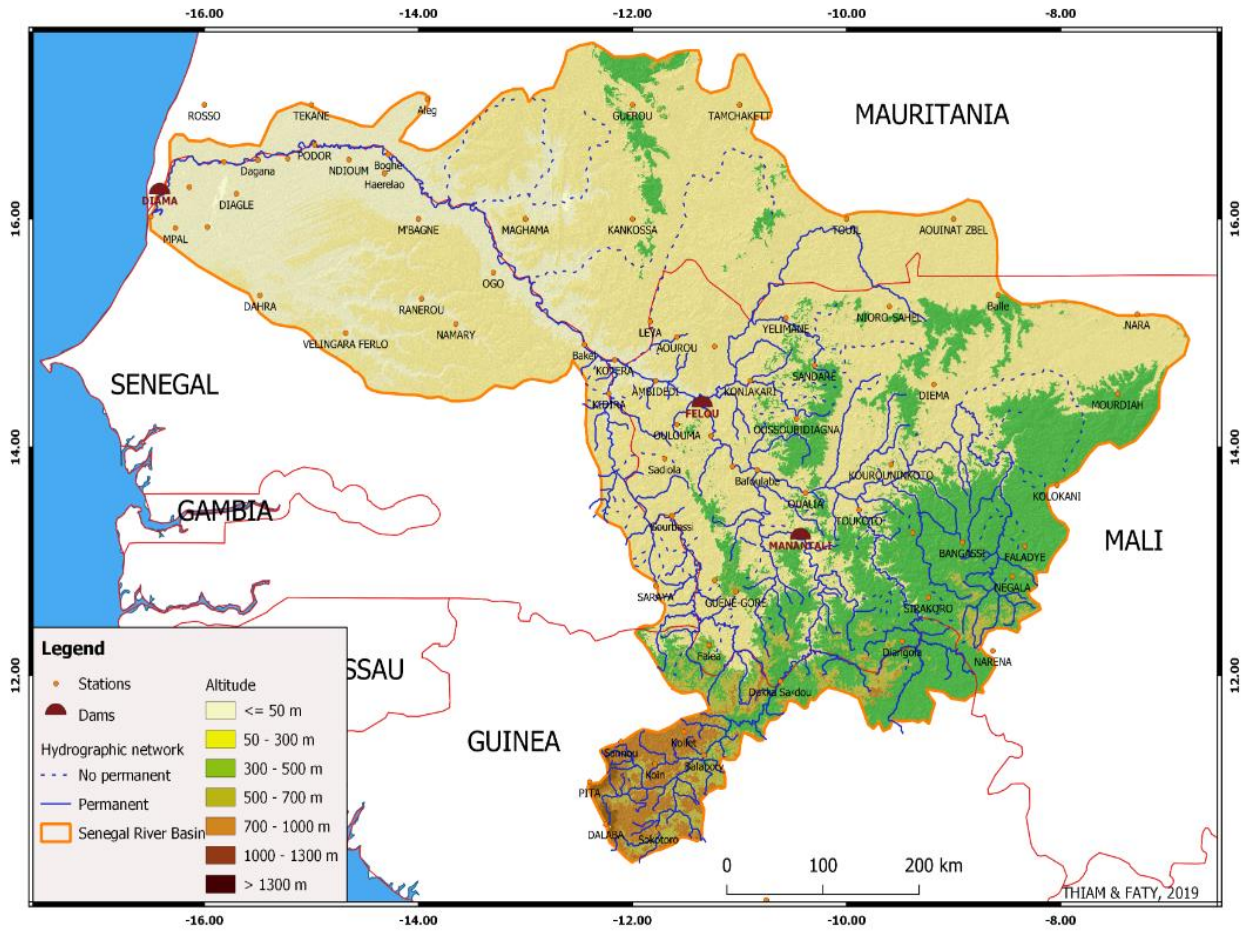 -16.00 -14.00 -12.00 -10.00 -8.00
MAURITANIA
ROSSO TEKANE Aleg GUEROU TAMCHAKETT
PODOR
Dagana NDIOUM Boghe
Haerelao
DIAMA DIAGLE
16.00 16.00
MPAL M'BAGNE MAGHAMA KANKOSSA TOUIL AOUINAT ZBEL
OGO
DAHRA RANEROU NIORO-SAHEL Balle NARA
VELINGARA FERLO NAMARY LEYA YELIMANE
AOUROU
Bakel
SENEGAL KOTERA SANDARE
AMBIDEDI KONIAKARI DIEMA MOURDIAH
KIDIRA FELOU
OULOUMA OUSSOUBIDIAGNA
14.00 14.00
Sadiola Bafoulabe KOUROUNINKOTO
OUALIA KOLOKANI
GAMBIA Gourbassi TOUKOTO
MANANTALI BANGASSI FALADYE MALI
SARAYA GUENE-GORE NEGALA
SIRAKORO
Falea Diangola NARENA
12.00 12.00
SSAU Dakka Sa-dou
GUINEA Sonnou Kollet
Koin Balabory
PITA
DALABA Sokotoro
Legend
Stations
Dams
Hydrographic network
No permanent
Permanent
Senegal River Basin
Altitude
<= 50 m
50 - 300 m
300 - 500 m
500 - 700 m
700 - 1000 m
1000 - 1300 m
> 1300 m
0 100 200 km
THIAM & FATY, 2019
-16.00 -14.00 -12.00 -10.00 -8.00